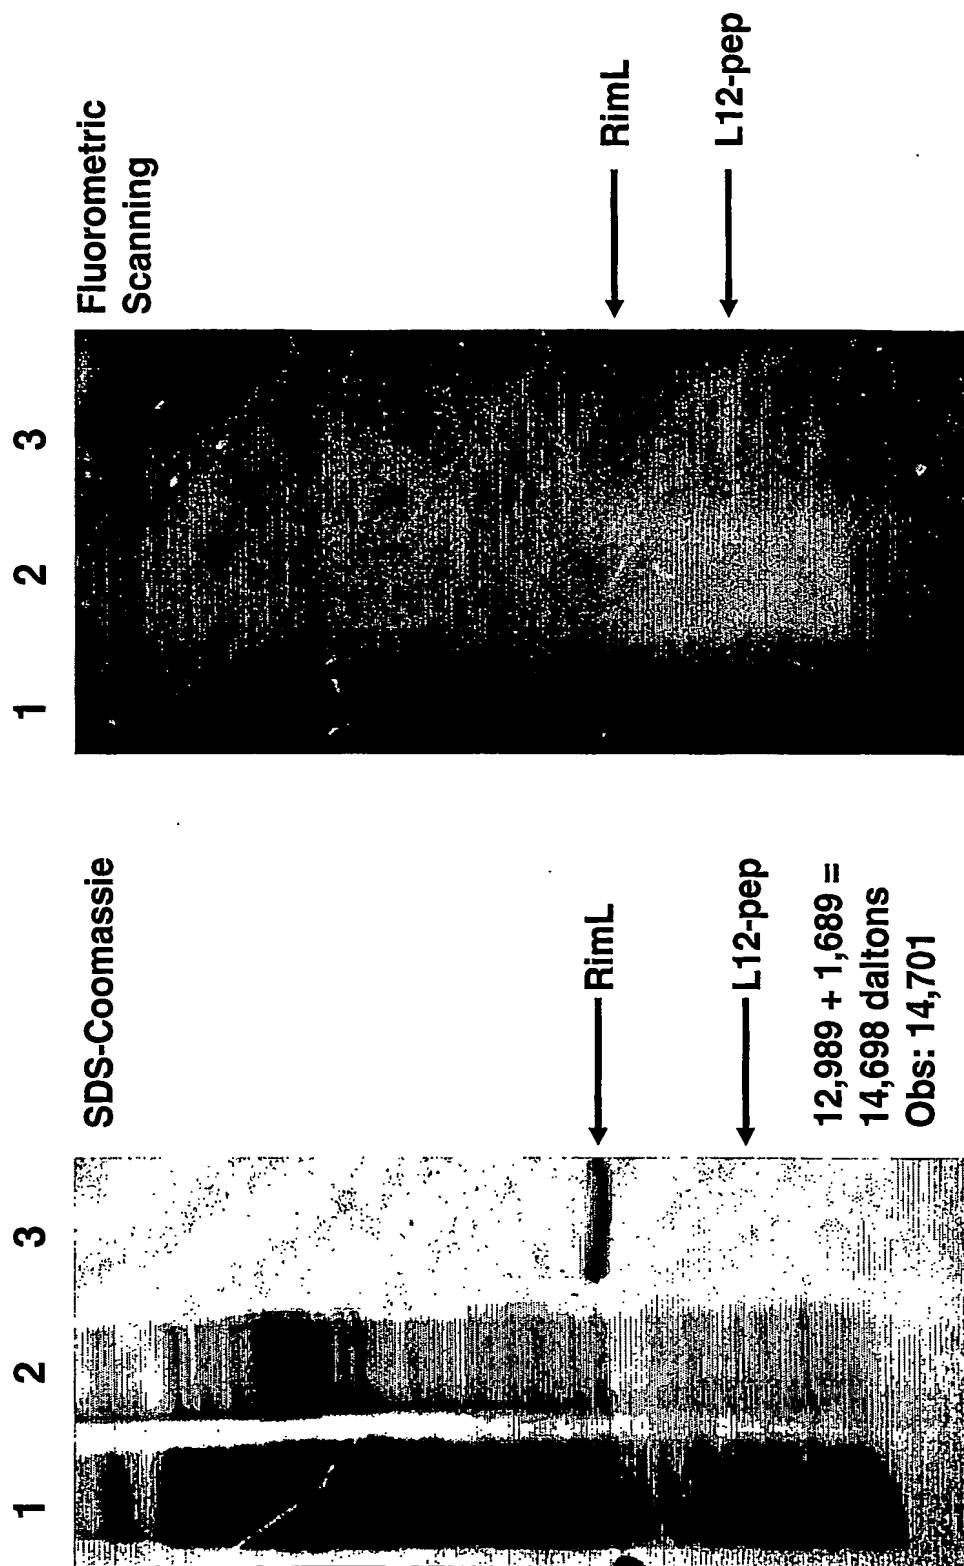 SDS-Coomassie
1 2 3
RimL
L12-pep
12,989 + 1,689 =
14,698 daltons
Obs: 14,701
Fluorometric
Scanning
1 2 3
RimL
L12-pep